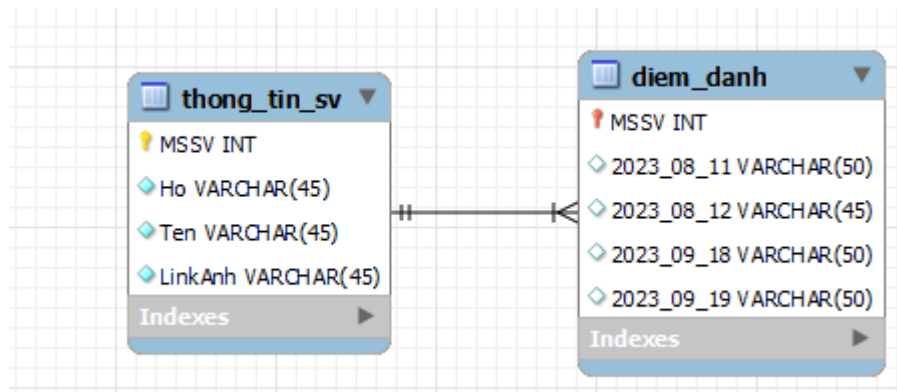 thong_tin_sv
MSSV INT
Ho VARCHAR(45)
Ten VARCHAR(45)
LinkAnh VARCHAR(45)
Indexes
diem_danh
MSSV INT
2023_08_11 VARCHAR(50)
2023_08_12 VARCHAR(45)
2023_09_18 VARCHAR(50)
2023_09_19 VARCHAR(50)
Indexes